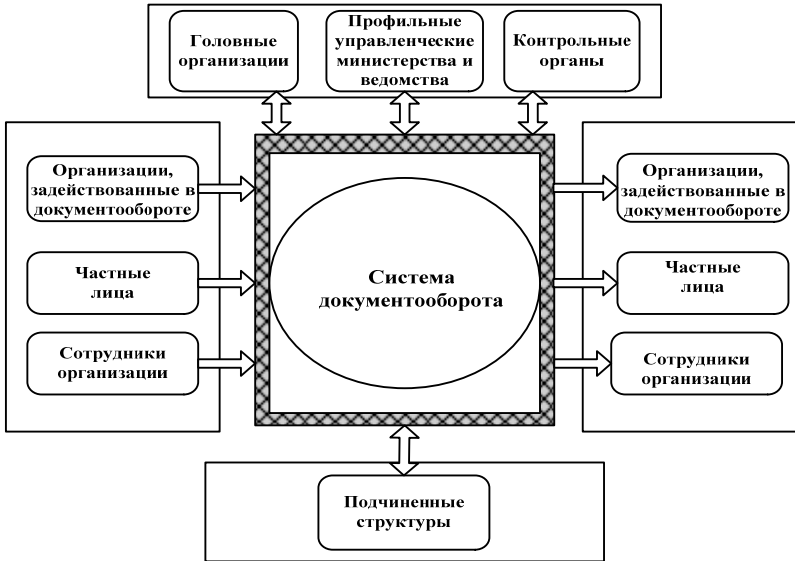 Головные
организации
Профильные
управленческие
министерства и
ведомства
Контрольные
органы
Организации,
задействованные в
документообороте
Частные
лица
Сотрудники
организации
Система
документооборота
Организации,
задействованные в
документообороте
Частные
лица
Сотрудники
организации
Подчиненные
структуры